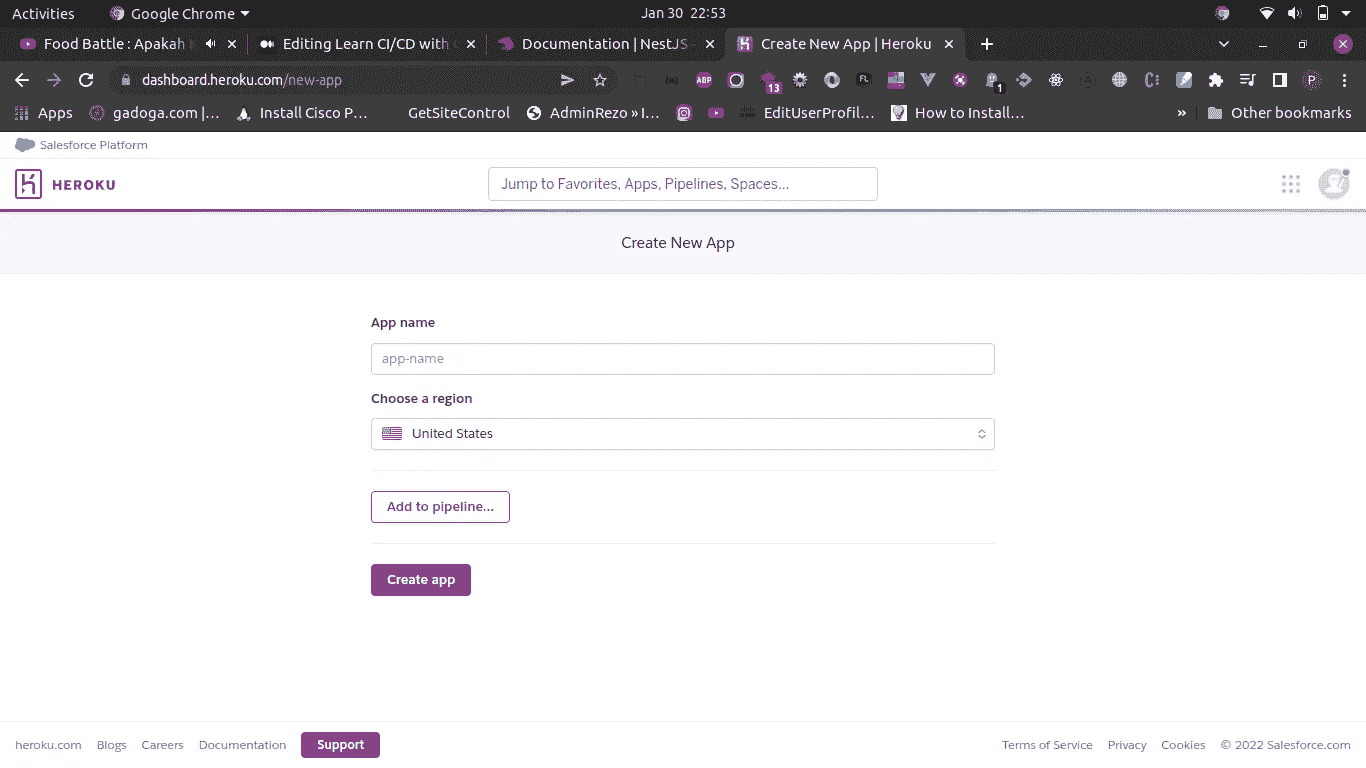 Activities Google Chrome Jan 30 22:53
Food Battle : Apakah Editing Learn CI/CD with Documentation | NestJS Create New App | Heroku
dashboard.heroku.com/new-app ABP 13 FL 1 P
Apps gadoga.com |... Install Cisco P... GetSiteControl AdminRezo » I... EditUserProfil... How to Install... » Other bookmarks
Salesforce Platform
HEROKU Jump to Favorites, Apps, Pipelines, Spaces...
Create New App
App name
app-name
Choose a region
United States
Add to pipeline...
Create app
heroku.com Blogs Careers Documentation Support Terms of Service Privacy Cookies © 2022 Salesforce.com